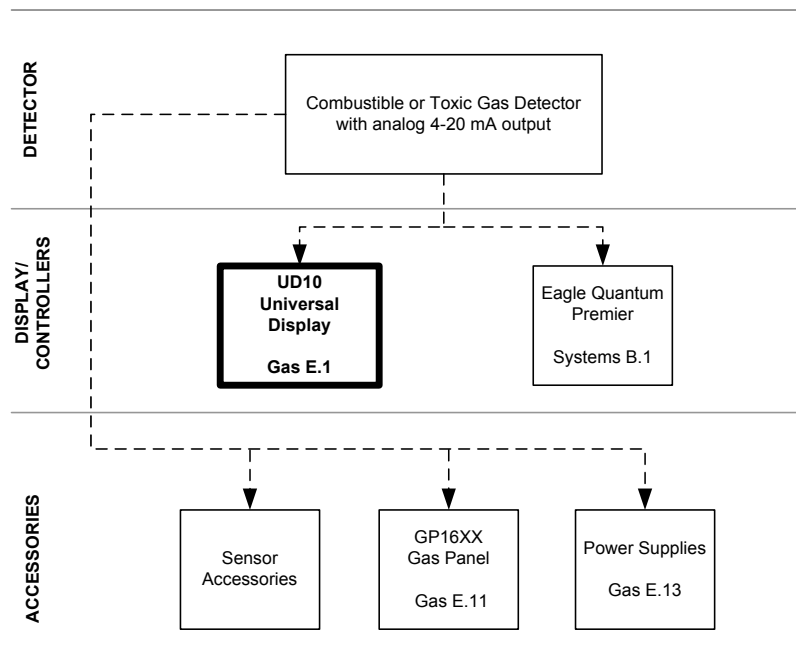 DETECTOR
Combustible or Toxic Gas Detector
with analog 4-20 mA output
DISPLAY/
CONTROLLERS
UD10
Universal
Display
Gas E.1
Eagle Quantum
Premier
Systems B.1
ACCESSORIES
Sensor
Accessories
GP16XX
Gas Panel
Gas E.11
Power Supplies
Gas E.13